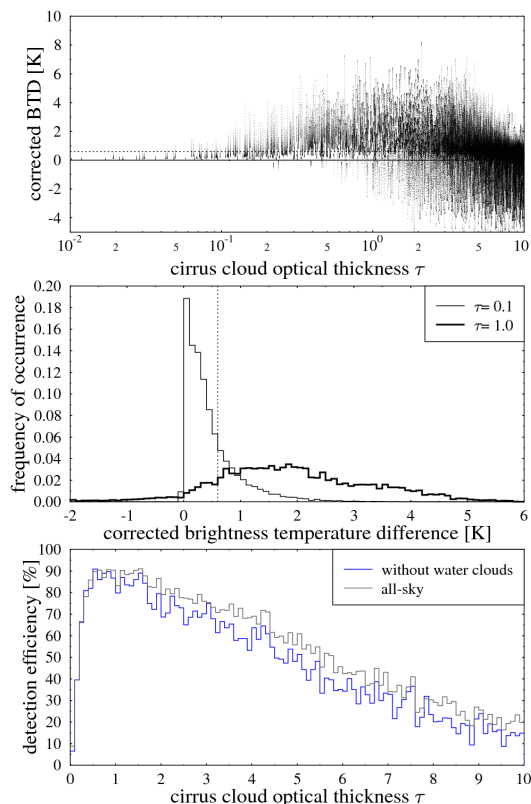 10
8
6
4
2
0
-2
-4
corrected BTD [K]
10-2 2 5 10-1 2 5 100 2 5 101
cirrus cloud optical thickness τ
0.20
0.18
0.16
0.14
0.12
0.10
0.08
0.06
0.04
0.02
0.00
frequency of occurrence
τ= 0.1
τ= 1.0
-2 -1 0 1 2 3 4 5 6
corrected brightness temperature difference [K]
100
90
80
70
60
50
40
30
20
10
0
detection efficiency [%]
without water clouds
all-sky
0 1 2 3 4 5 6 7 8 9 10
cirrus cloud optical thickness τ